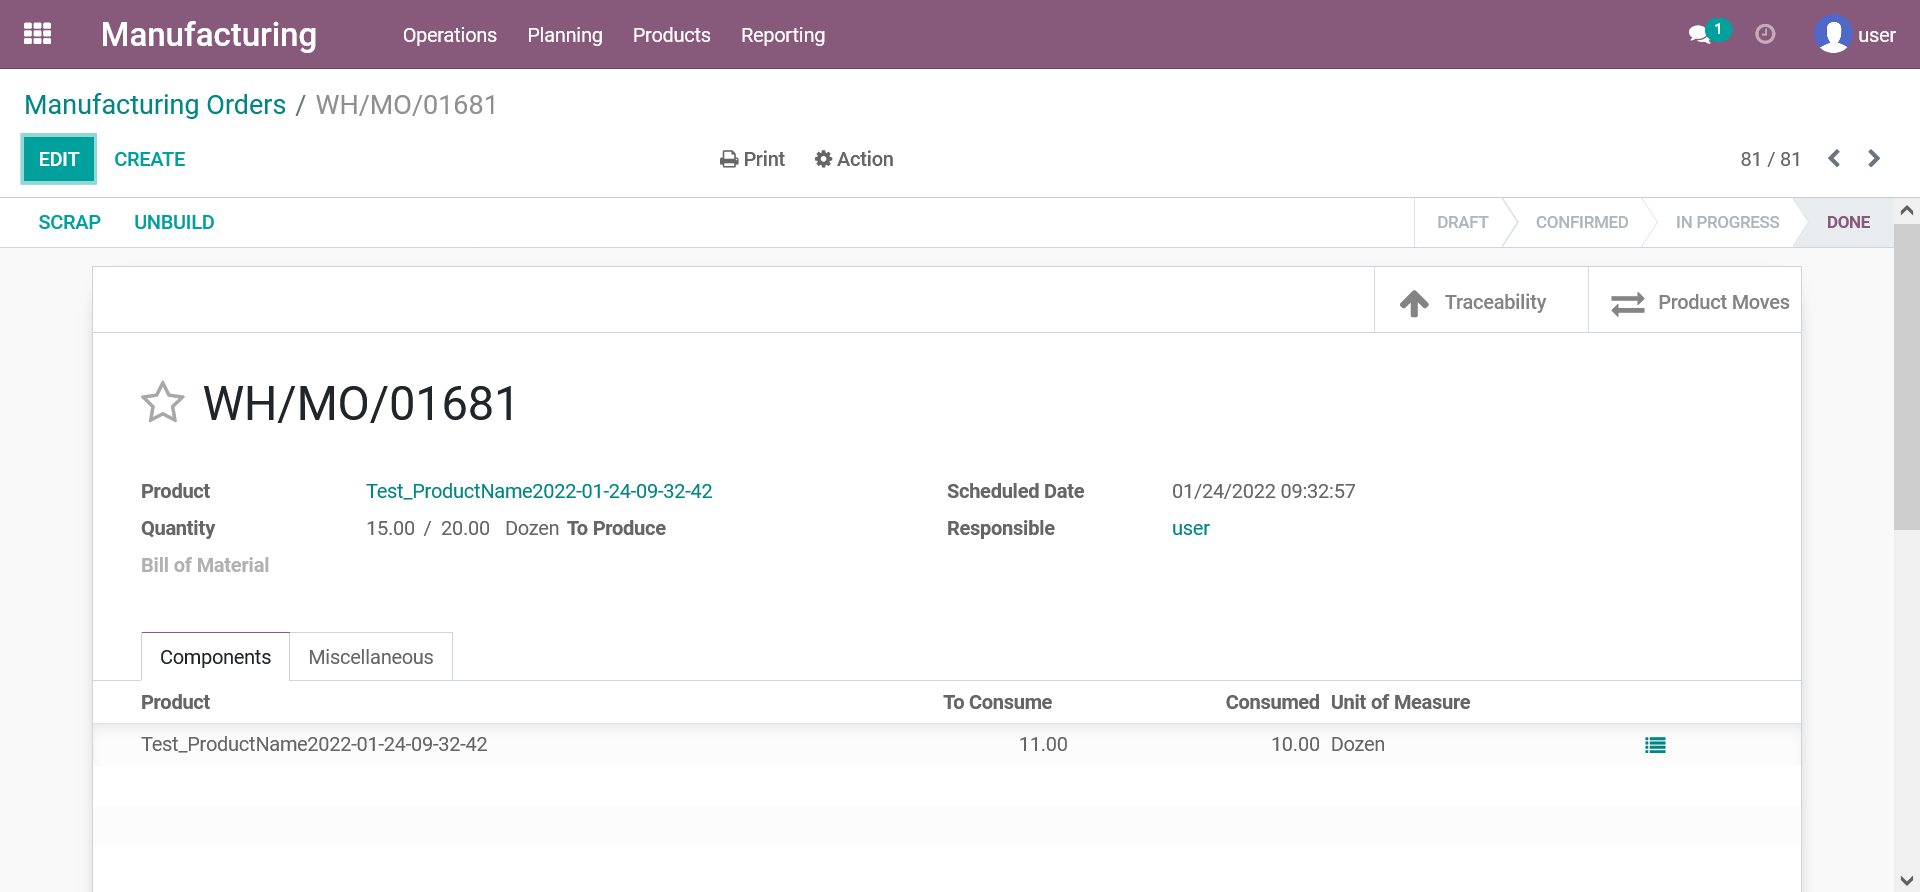 Manufacturing Operations Planning Products Reporting 1 user
Manufacturing Orders / WH/MO/01681
EDIT CREATE Print Action 81 / 81
SCRAP UNBUILD DRAFT CONFIRMED IN PROGRESS DONE
Traceability Product Moves
WH/MO/01681
Product Test_ProductName2022-01-24-09-32-42 Scheduled Date 01/24/2022 09:32:57
Quantity 15.00 / 20.00 Dozen To Produce Responsible user
Bill of Material
Components Miscellaneous
Product To Consume Consumed Unit of Measure
Test_ProductName2022-01-24-09-32-42 11.00 10.00 Dozen